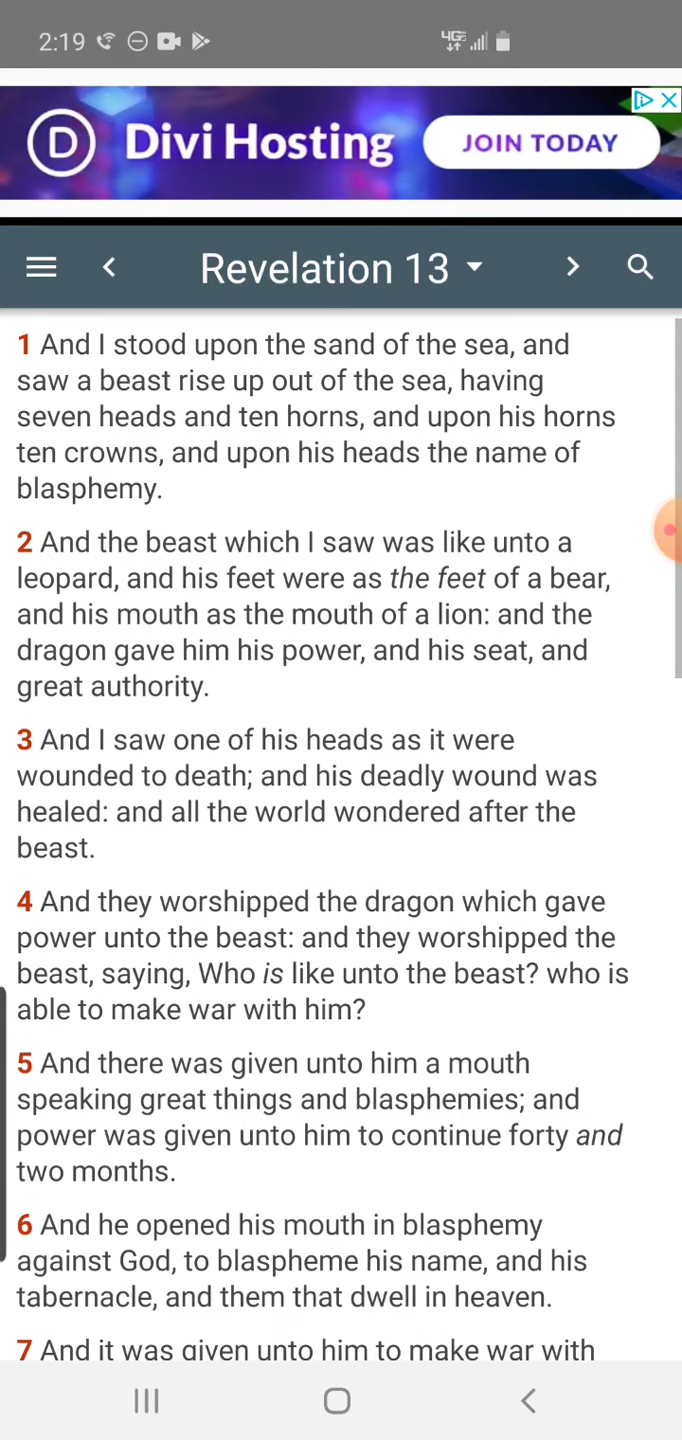 2:19
4GE
D Divi Hosting JOIN TODAY
Revelation 13
1 And I stood upon the sand of the sea, and
saw a beast rise up out of the sea, having
seven heads and ten horns, and upon his horns
ten crowns, and upon his heads the name of
blasphemy.
2 And the beast which I saw was like unto a
leopard, and his feet were as the feet of a bear,
and his mouth as the mouth of a lion: and the
dragon gave him his power, and his seat, and
great authority.
3 And I saw one of his heads as it were
wounded to death; and his deadly wound was
healed: and all the world wondered after the
beast.
4 And they worshipped the dragon which gave
power unto the beast: and they worshipped the
beast, saying, Who is like unto the beast? who is
able to make war with him?
5 And there was given unto him a mouth
speaking great things and blasphemies; and
power was given unto him to continue forty and
two months.
6 And he opened his mouth in blasphemy
against God, to blaspheme his name, and his
tabernacle, and them that dwell in heaven.
7 And it was given unto him to make war with